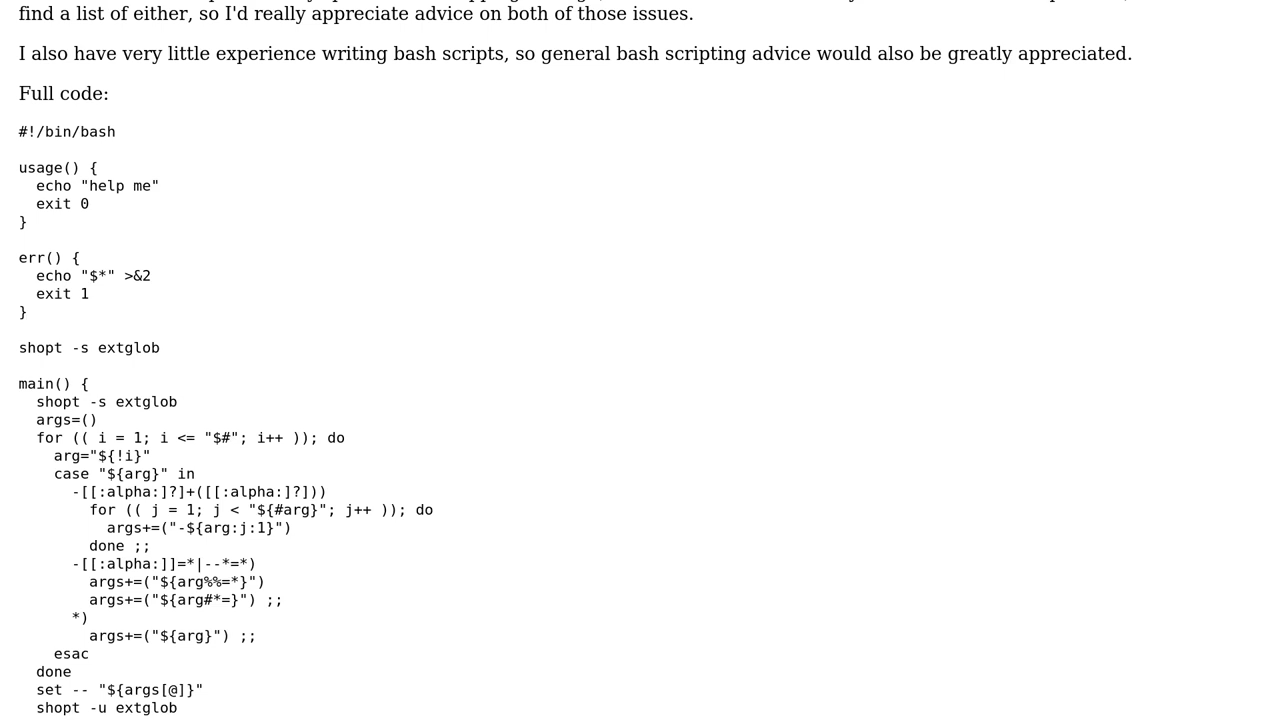 find a list of either, so I'd really appreciate advice on both of those issues.
I also have very little experience writing bash scripts, so general bash scripting advice would also be greatly appreciated.
Full code:
#!/bin/bash
usage() {
  echo "help me"
  exit 0
}
err() {
  echo "$*" >&2
  exit 1
}
shopt -s extglob
main() {
  shopt -s extglob
  args=()
  for (( i = 1; i <= "$#"; i++ )); do
    arg="${!i}"
    case "${arg}" in
      -[[:alpha:]?]+([[:alpha:]?]))
        for (( j = 1; j < "${#arg}"; j++ )); do
          args+=("-${arg:j:1}")
        done ;;
      -[[:alpha:]]=*|--*=*)
        args+=("${arg%%=*}")
        args+=("${arg#*=}") ;;
      *)
        args+=("${arg}") ;;
    esac
  done
  set -- "${args[@]}"
  shopt -u extglob